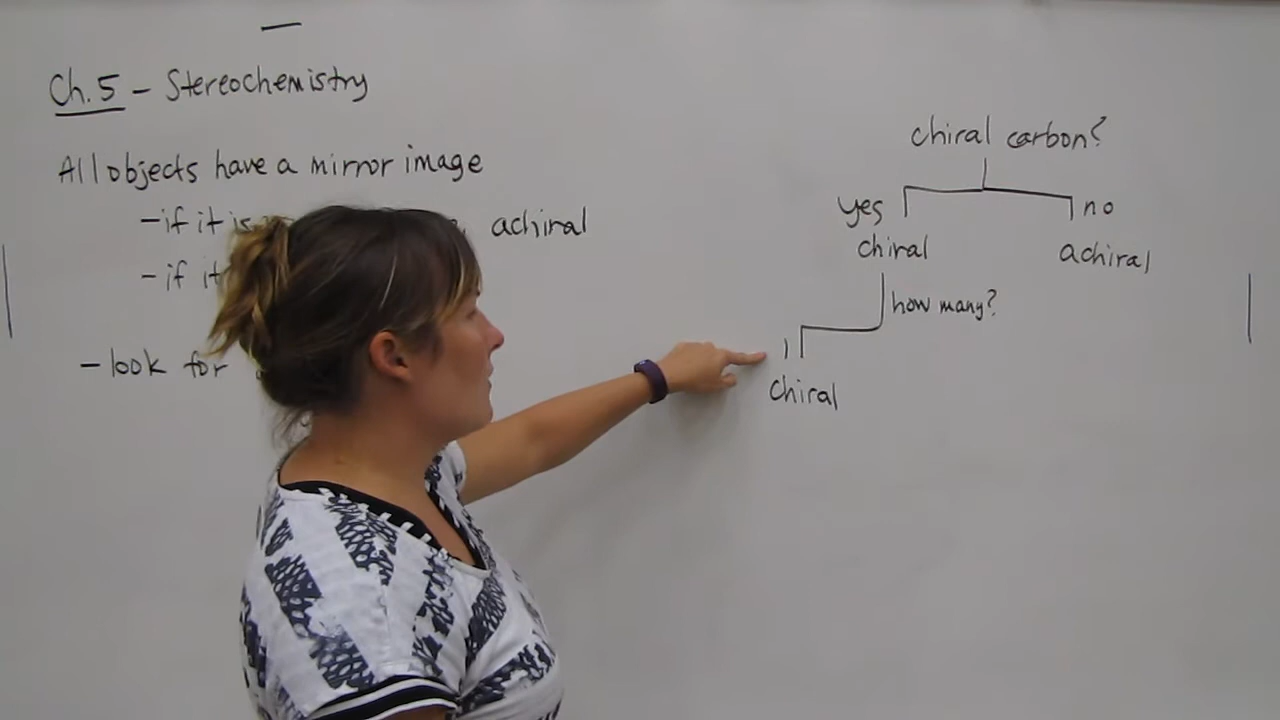 Ch. 5 - Stereochemistry
All objects have a mirror image
- if it is achiral
- if it
- look for
chiral carbon?
yes no
chiral achiral
how many?
1
chiral